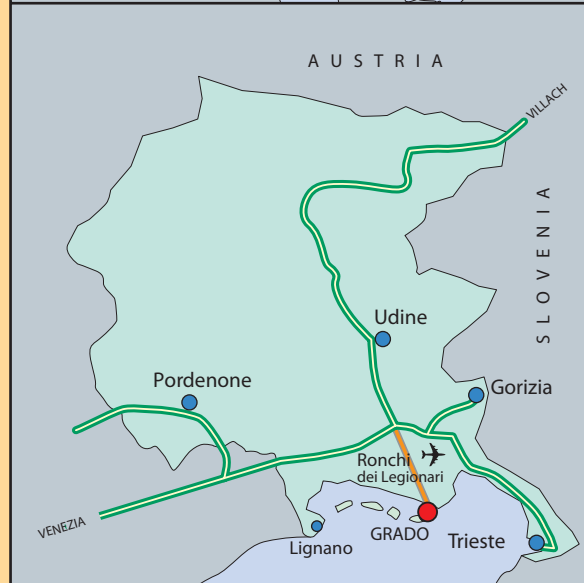 AUSTRIA
VILLACH
SLOVENIA
Udine
Pordenone
Gorizia
Ronchi
dei Legionari
VENEZIA
GRADO
Trieste
Lignano